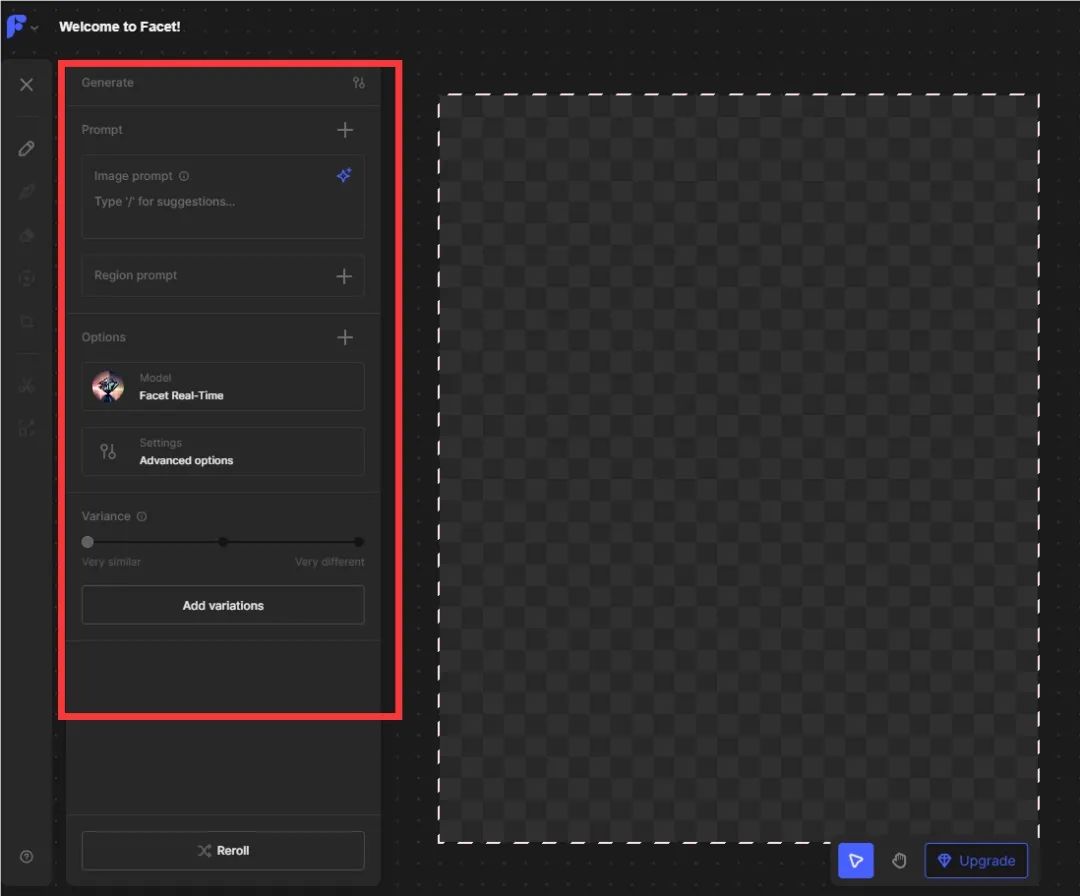 Welcome to Facet!
Generate
Prompt
Image prompt
Type '/' for suggestions...
Region prompt
Options
Model
Facet Real-Time
Settings
Advanced options
Variance
Very similar
Very different
Add variations
Reroll
Upgrade